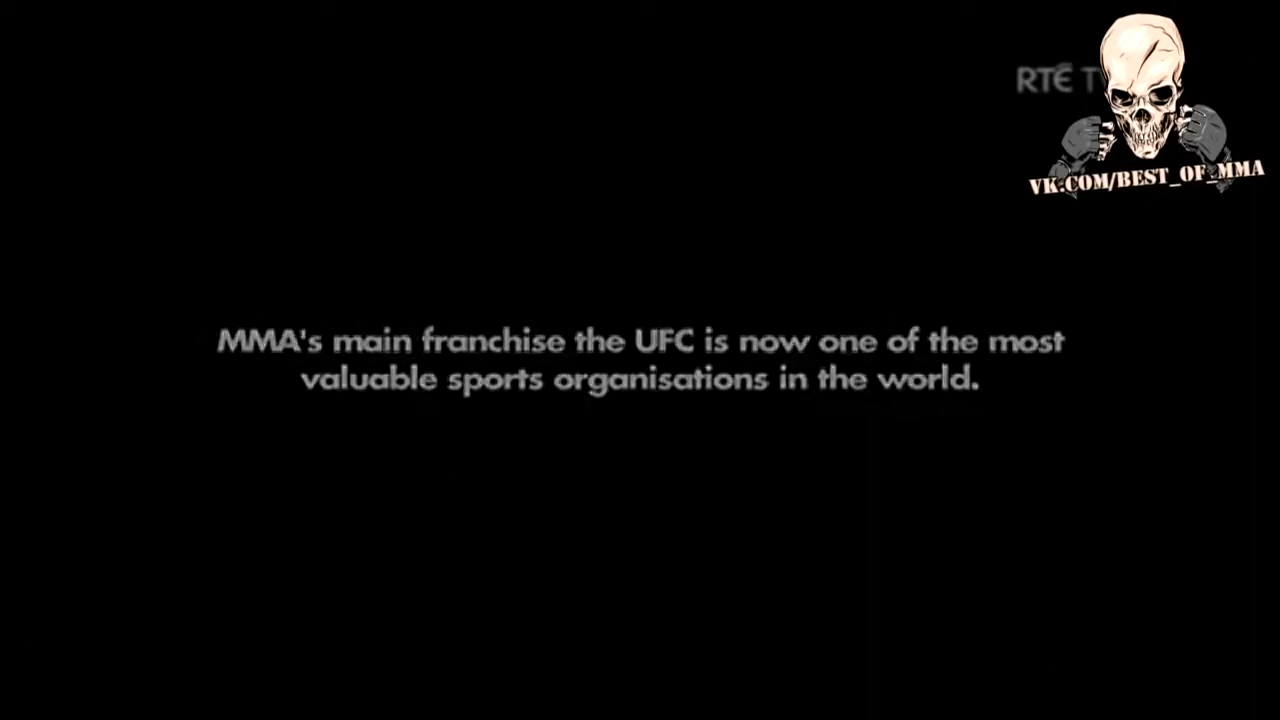 RTÉ
VK.COM/BEST_OF_MMA
MMA's main franchise the UFC is now one of the most
valuable sports organisations in the world.